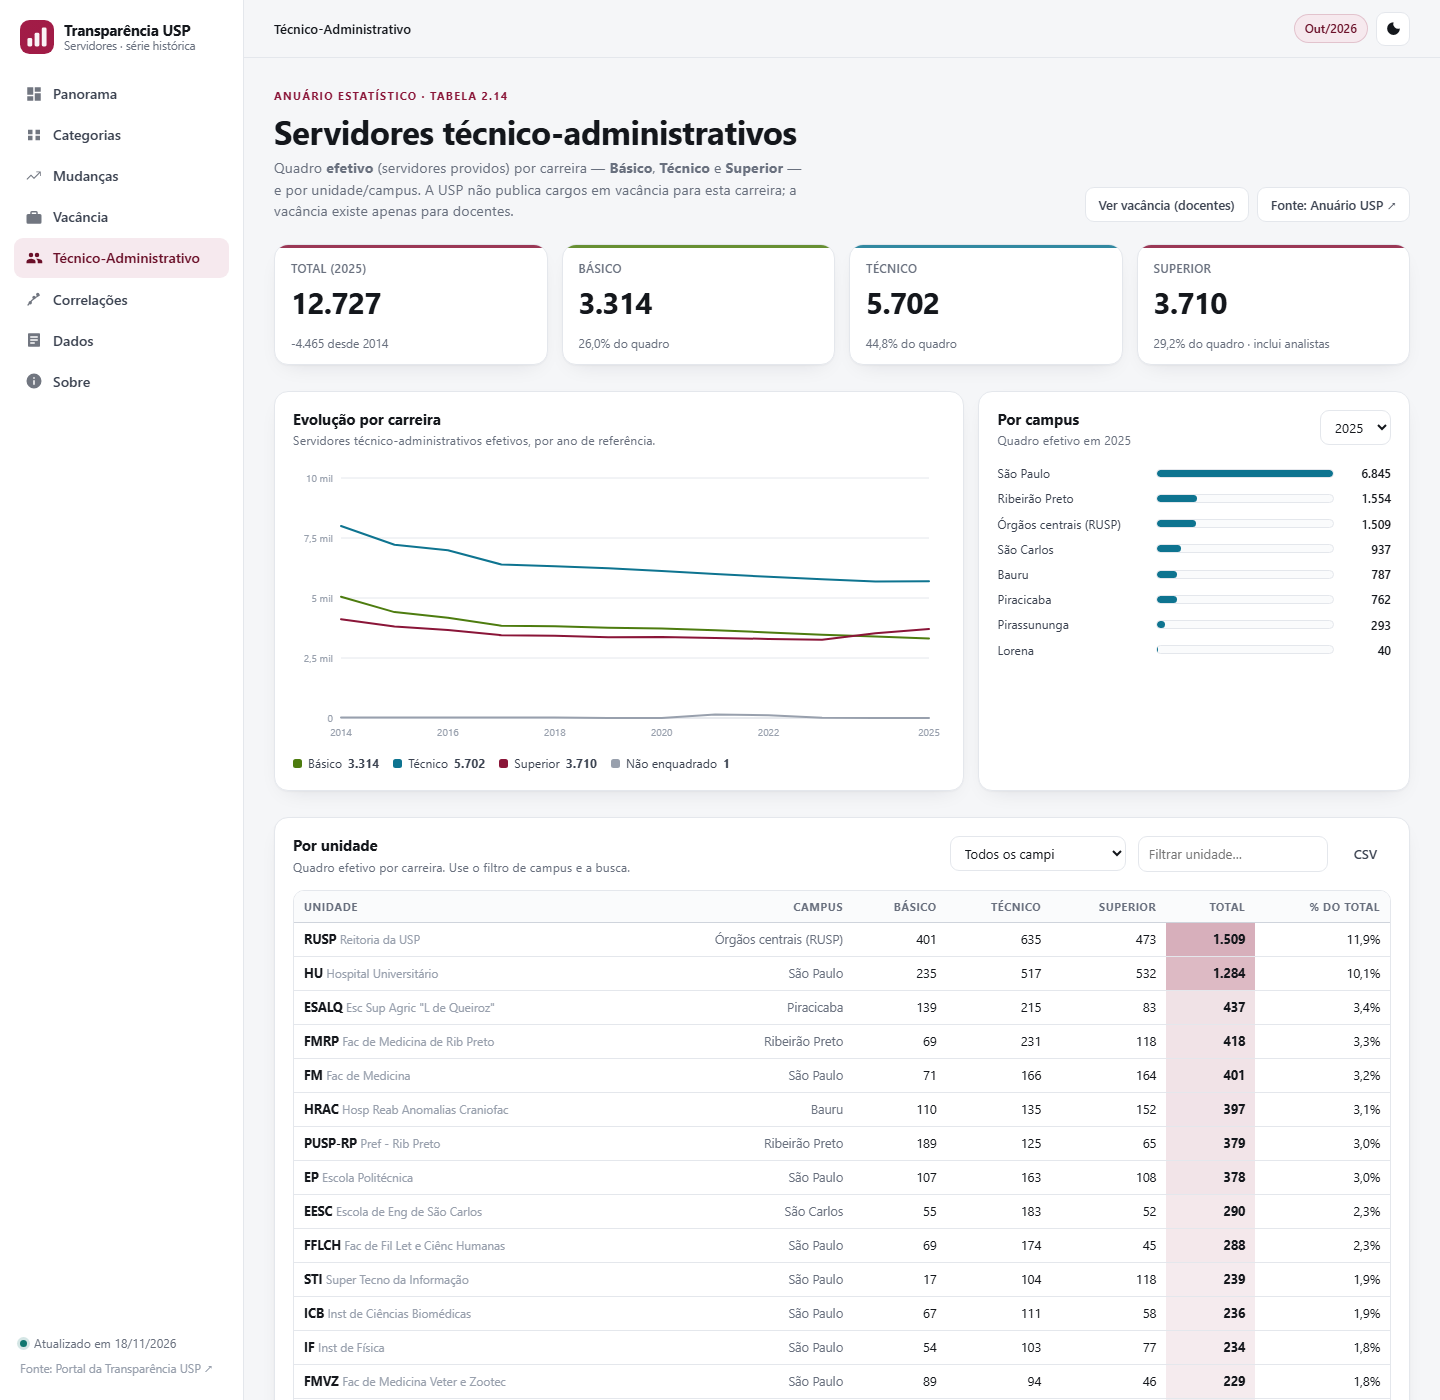 Transparência USP
Servidores · série histórica
Panorama
Categorias
Mudanças
Vacância
Técnico-Administrativo
Correlações
Dados
Sobre
Atualizado em 18/11/2026
Fonte: Portal da Transparência USP ↗
Técnico-Administrativo
Out/2026
ANUÁRIO ESTATÍSTICO · TABELA 2.14
Servidores técnico-administrativos
Quadro efetivo (servidores providos) por carreira — Básico, Técnico e Superior —
e por unidade/campus. A USP não publica cargos em vacância para esta carreira; a
vacância existe apenas para docentes.
Ver vacância (docentes)
Fonte: Anuário USP ↗
TOTAL (2025)
12.727
-4.465 desde 2014
BÁSICO
3.314
26,0% do quadro
TÉCNICO
5.702
44,8% do quadro
SUPERIOR
3.710
29,2% do quadro · inclui analistas
Evolução por carreira
Servidores técnico-administrativos efetivos, por ano de referência.
10 mil
7,5 mil
5 mil
2,5 mil
0
2014 2016 2018 2020 2022 2025
Básico 3.314 Técnico 5.702 Superior 3.710 Não enquadrado 1
Por campus
Quadro efetivo em 2025
2025
São Paulo 6.845
Ribeirão Preto 1.554
Órgãos centrais (RUSP) 1.509
São Carlos 937
Bauru 787
Piracicaba 762
Pirassununga 293
Lorena 40
Por unidade
Quadro efetivo por carreira. Use o filtro de campus e a busca.
Todos os campi
Filtrar unidade...
CSV
UNIDADE CAMPUS BÁSICO TÉCNICO SUPERIOR TOTAL % DO TOTAL
RUSP Reitoria da USP Órgãos centrais (RUSP) 401 635 473 1.509 11,9%
HU Hospital Universitário São Paulo 235 517 532 1.284 10,1%
ESALQ Esc Sup Agric "L de Queiroz" Piracicaba 139 215 83 437 3,4%
FMRP Fac de Medicina de Rib Preto Ribeirão Preto 69 231 118 418 3,3%
FM Fac de Medicina São Paulo 71 166 164 401 3,2%
HRAC Hosp Reab Anomalias Craniofac Bauru 110 135 152 397 3,1%
PUSP-RP Pref - Rib Preto Ribeirão Preto 189 125 65 379 3,0%
EP Escola Politécnica São Paulo 107 163 108 378 3,0%
EESC Escola de Eng de São Carlos São Carlos 55 183 52 290 2,3%
FFLCH Fac de Fil Let e Ciênc Humanas São Paulo 69 174 45 288 2,3%
STI Super Tecno da Informação São Paulo 17 104 118 239 1,9%
ICB Inst de Ciências Biomédicas São Paulo 67 111 58 236 1,9%
IF Inst de Física São Paulo 54 103 77 234 1,8%
FMVZ Fac de Medicina Veter e Zootec São Paulo 89 94 46 229 1,8%